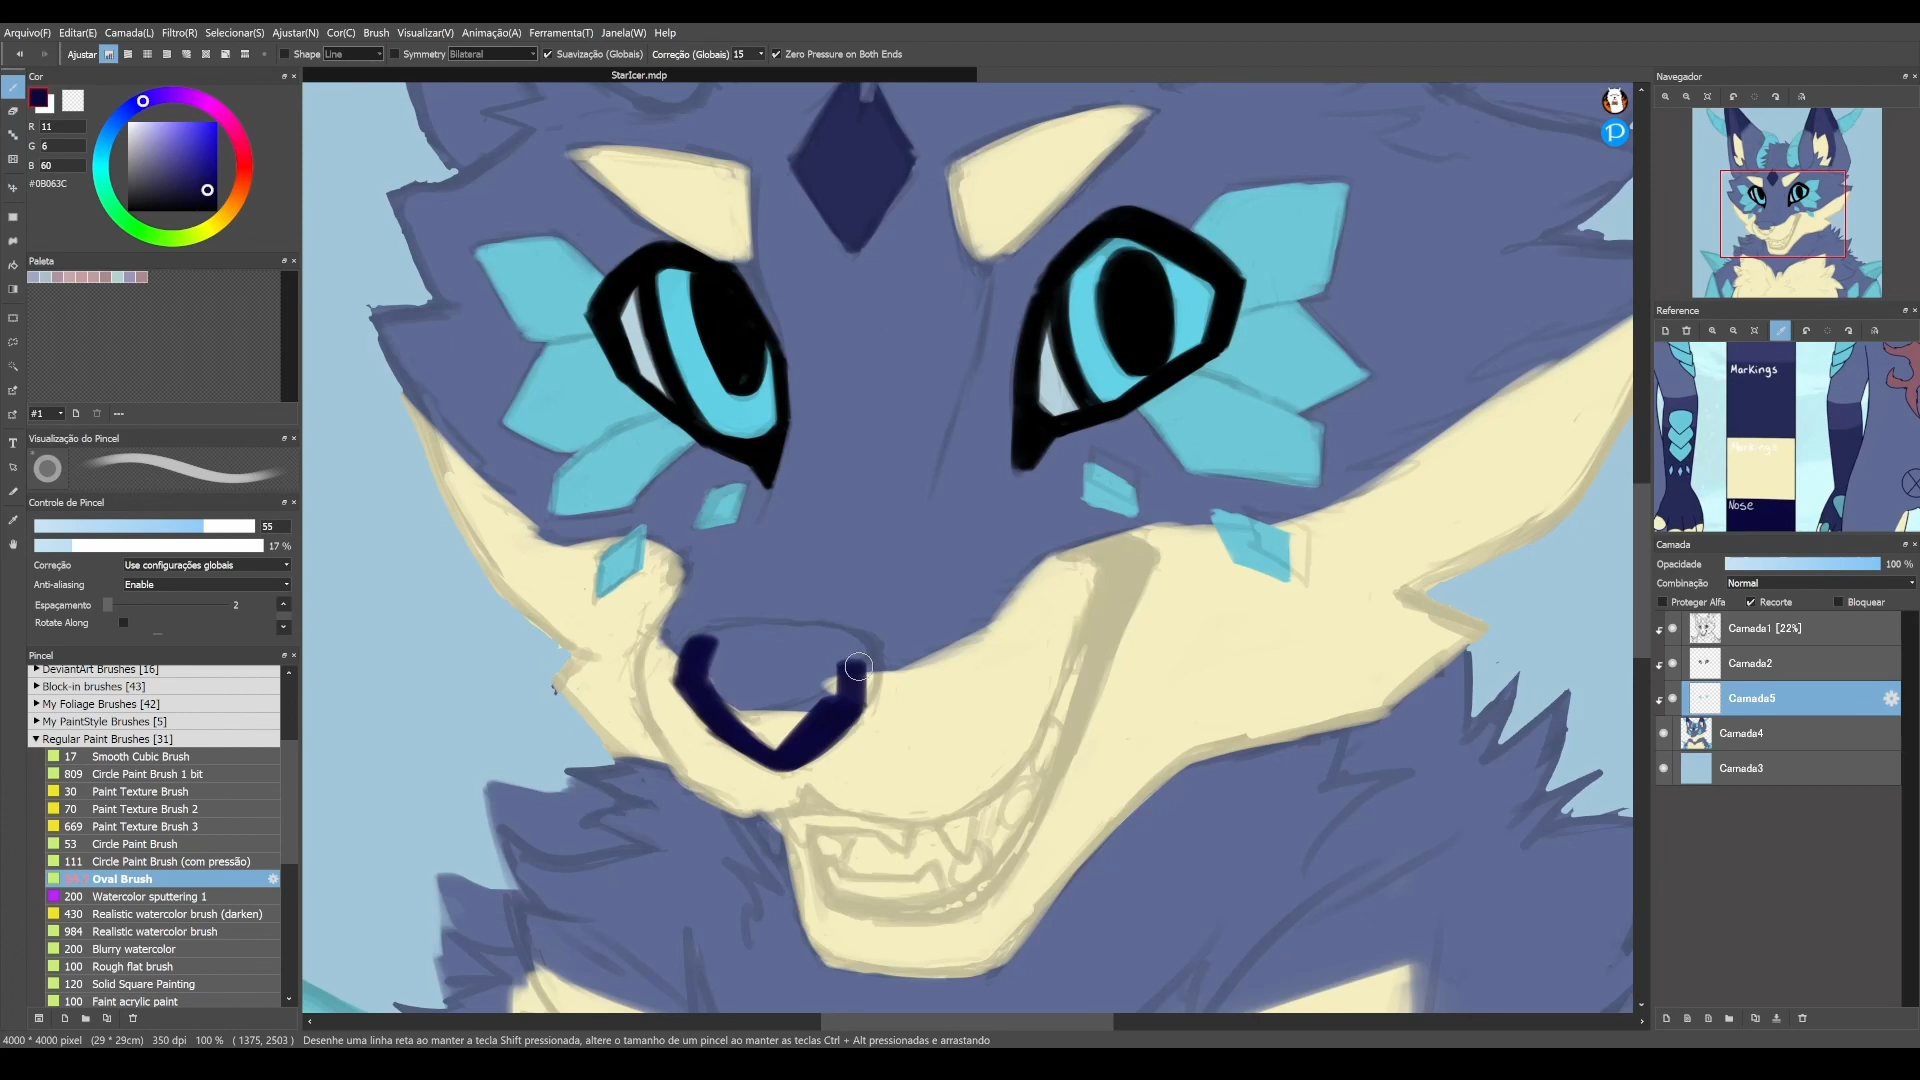 Arquivo(F) Editar(E) Camada(L) Filtro(R) Selecionar(S) Ajustar(N) Cor(C) Brush Visualizar(V) Animação(A) Ferramenta(T) Janela(W) Help
Ajustar Shape Line Symmetry Bilateral Suavização (Globais) Correção (Globais) 15 Zero Pressure on Both Ends
StarIcer.mdp
Cor
R 11
G 6
B 60
#0B063C
Paleta
#1 ---
Visualização do Pincel
Controle de Pincel
55
17 %
Correção Use configurações globais
Anti-aliasing Enable
Espaçamento 2
Rotate Along
Pincel
DeviantArt Brushes [16]
Block-in brushes [43]
My Foliage Brushes [42]
My PaintStyle Brushes [5]
Regular Paint Brushes [31]
17 Smooth Cubic Brush
809 Circle Paint Brush 1 bit
30 Paint Texture Brush
70 Paint Texture Brush 2
669 Paint Texture Brush 3
53 Circle Paint Brush
111 Circle Paint Brush (com pressão)
Oval Brush
200 Watercolor sputtering 1
430 Realistic watercolor brush (darken)
984 Realistic watercolor brush
200 Blurry watercolor
100 Rough flat brush
120 Solid Square Painting
100 Faint acrylic paint
Navegador
Reference
Markings
Markings
Nose
Camada
Opacidade 100 %
Combinação Normal
Proteger Alfa Recorte Bloquear
Camada1 [22%]
Camada2
Camada5
Camada4
Camada3
4000 * 4000 pixel (29 * 29cm) 350 dpi 100 % ( 1375, 2503 ) Desenhe uma linha reta ao manter a tecla Shift pressionada, altere o tamanho de um pincel ao manter as teclas Ctrl + Alt pressionadas e arrastando